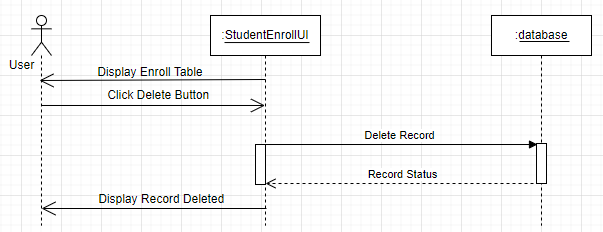 :StudentEnrollUI
:database
User
Display Enroll Table
Click Delete Button
Delete Record
Record Status
Display Record Deleted